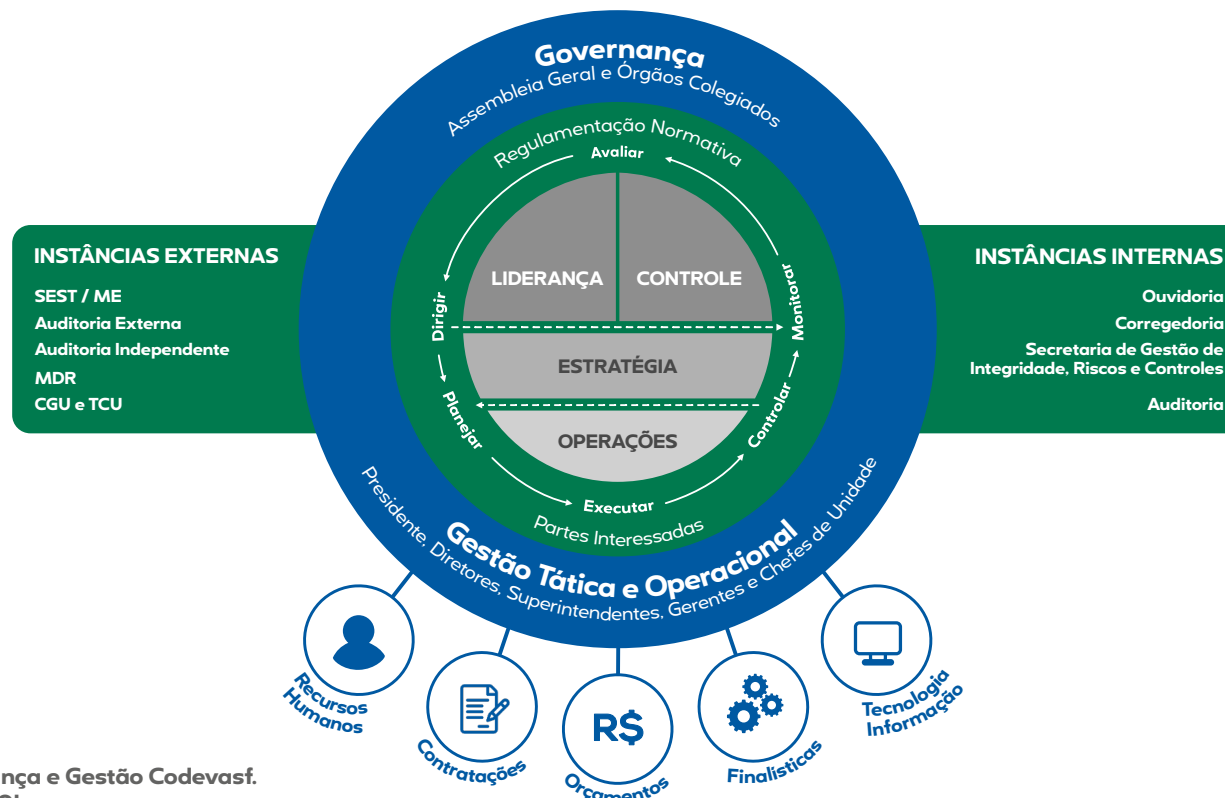 Governança
Assembleia Geral e Órgãos Colegiados
Regulamentação Normativa
Avaliar
INSTÂNCIAS EXTERNAS
SEST / ME
Auditoria Externa
Auditoria Independente
MDR
CGU e TCU
LIDERANÇA
CONTROLE
Dirigir
Monitorar
ESTRATÉGIA
Planejar
Controlar
OPERAÇÕES
Executar
Partes Interessadas
INSTÂNCIAS INTERNAS
Ouvidoria
Corregedoria
Secretaria de Gestão de
Integridade, Riscos e Controles
Auditoria
Gestão Tática e Operacional
Presidente, Diretores, Superintendentes, Gerentes e Chefes de Unidade
Recursos
Humanos
Contratações
R$
Orçamentos
Finalísticas
Tecnologia
Informação
e Gestão Codevasf.